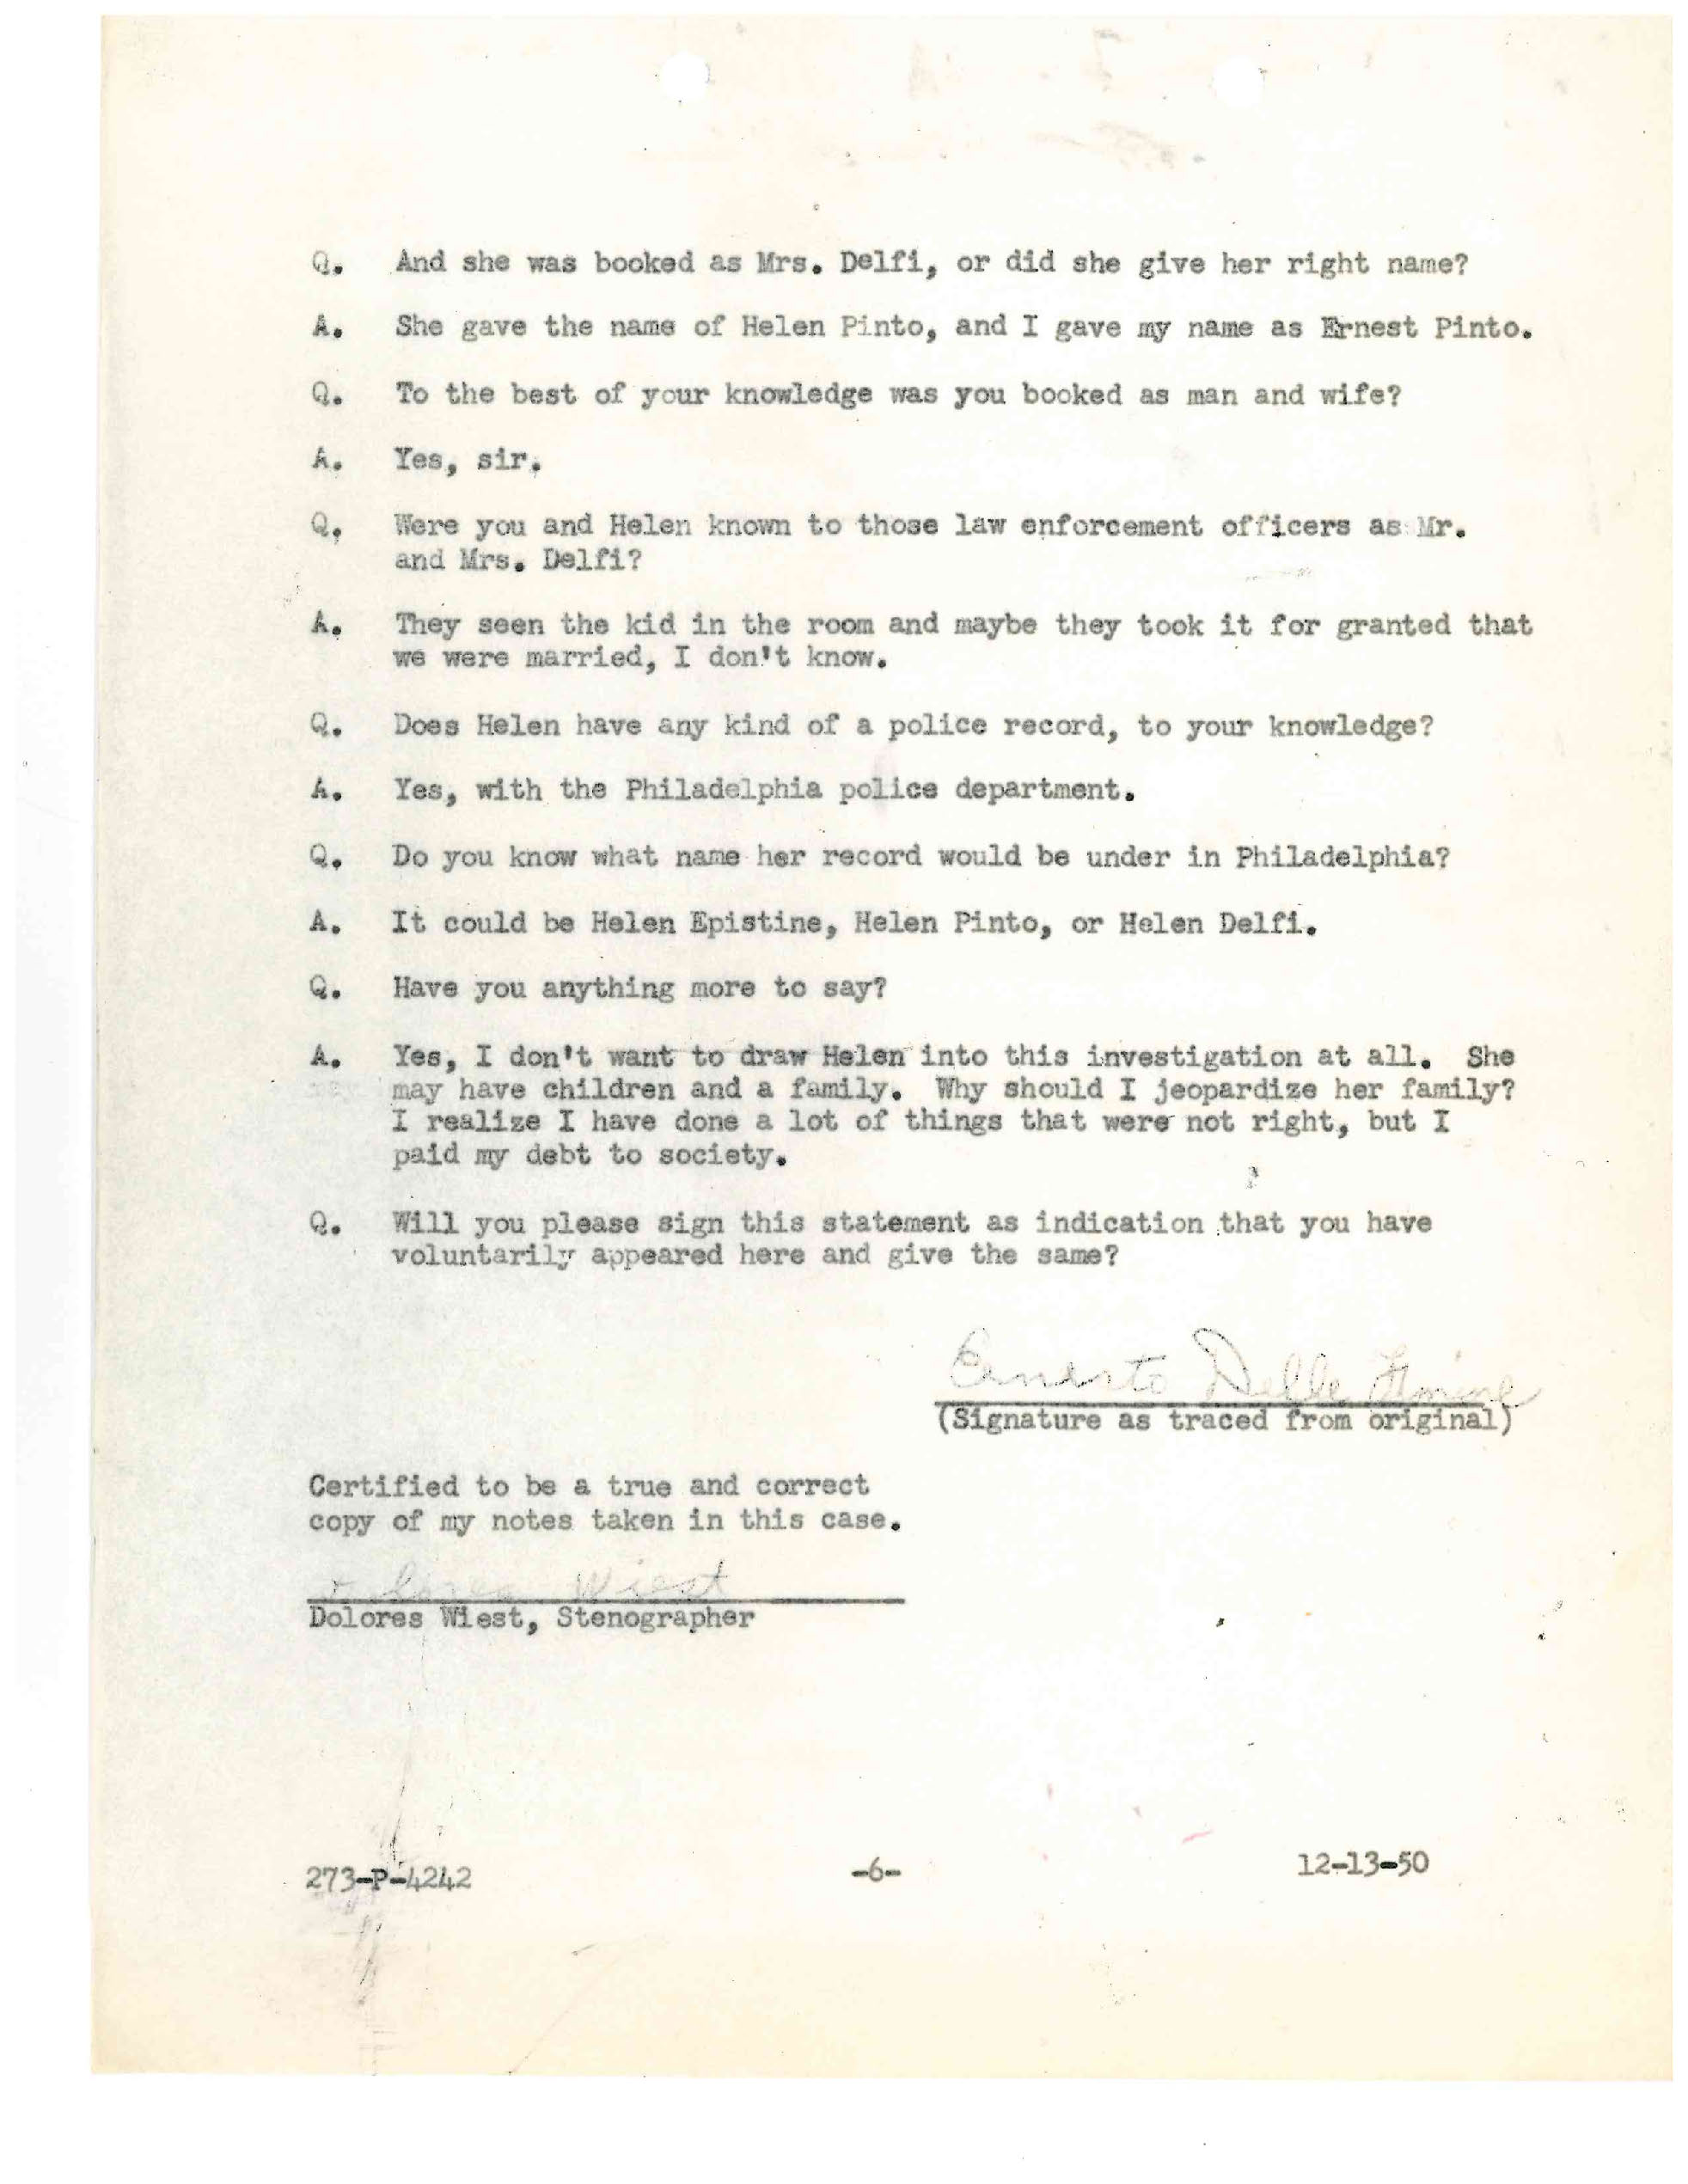 Q. And she was booked as Mrs. Delfi, or did she give her right name?
A. She gave the name of Helen Pinto, and I gave my name as Ernest Pinto.
Q. To the best of your knowledge was you booked as man and wife?
A. Yes, sir.
Q. Were you and Helen known to those law enforcement officers as Mr.
and Mrs. Delfi?
A. They seen the kid in the room and maybe they took it for granted that
we were married, I don't know.
Q. Does Helen have any kind of a police record, to your knowledge?
A. Yes, with the Philadelphia police department.
Q. Do you know what name her record would be under in Philadelphia?
A. It could be Helen Epistine, Helen Pinto, or Helen Delfi.
Q. Have you anything more to say?
A. Yes, I don't want to draw Helen into this investigation at all. She
may have children and a family. Why should I jeopardize her family?
I realize I have done a lot of things that were not right, but I
paid my debt to society.
Q. Will you please sign this statement as indication that you have
voluntarily appeared here and give the same?
Ernesto Delle
(Signature as traced from original)
Certified to be a true and correct
copy of my notes taken in this case.
Dolores Wiest
Dolores Wiest, Stenographer
273-P-4242 -6- 12-13-50